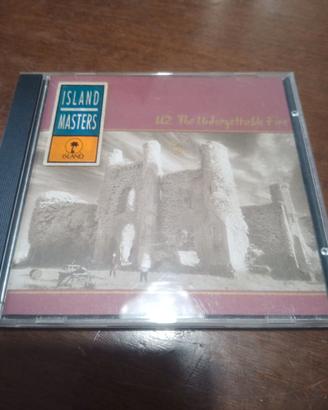 ISLAND
MASTERS
ISLAND
U2 The Unforgettable Fire